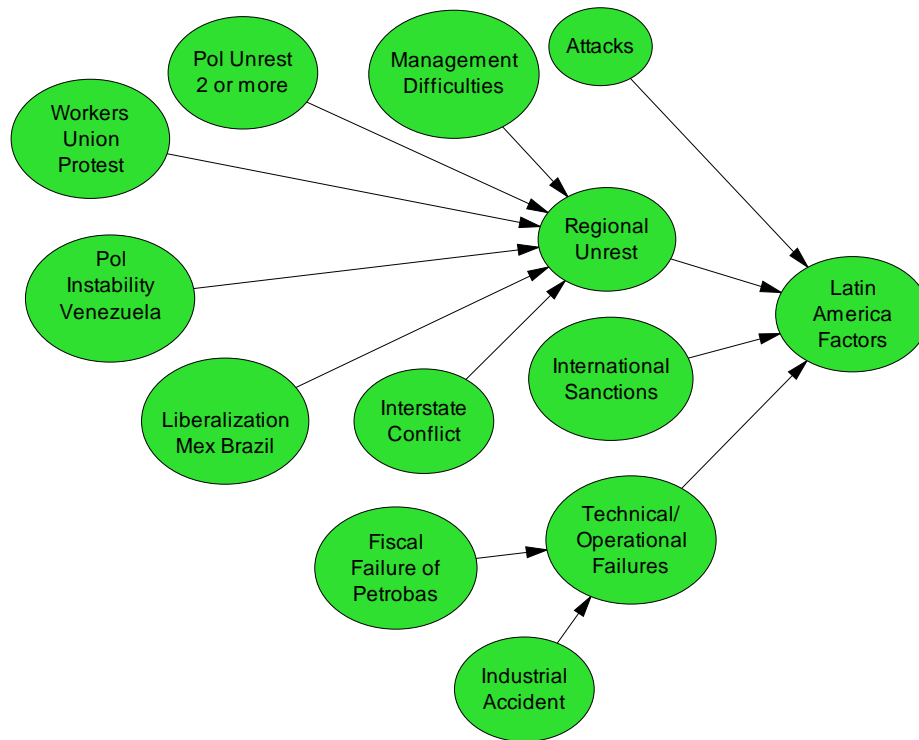 Pol Unrest
2 or more
Management
Difficulties
Attacks
Workers
Union
Protest
Regional
Unrest
Pol
Instability
Venezuela
Latin
America
Factors
International
Sanctions
Liberalization
Mex Brazil
Interstate
Conflict
Technical/
Operational
Failures
Fiscal
Failure of
Petrobas
Industrial
Accident